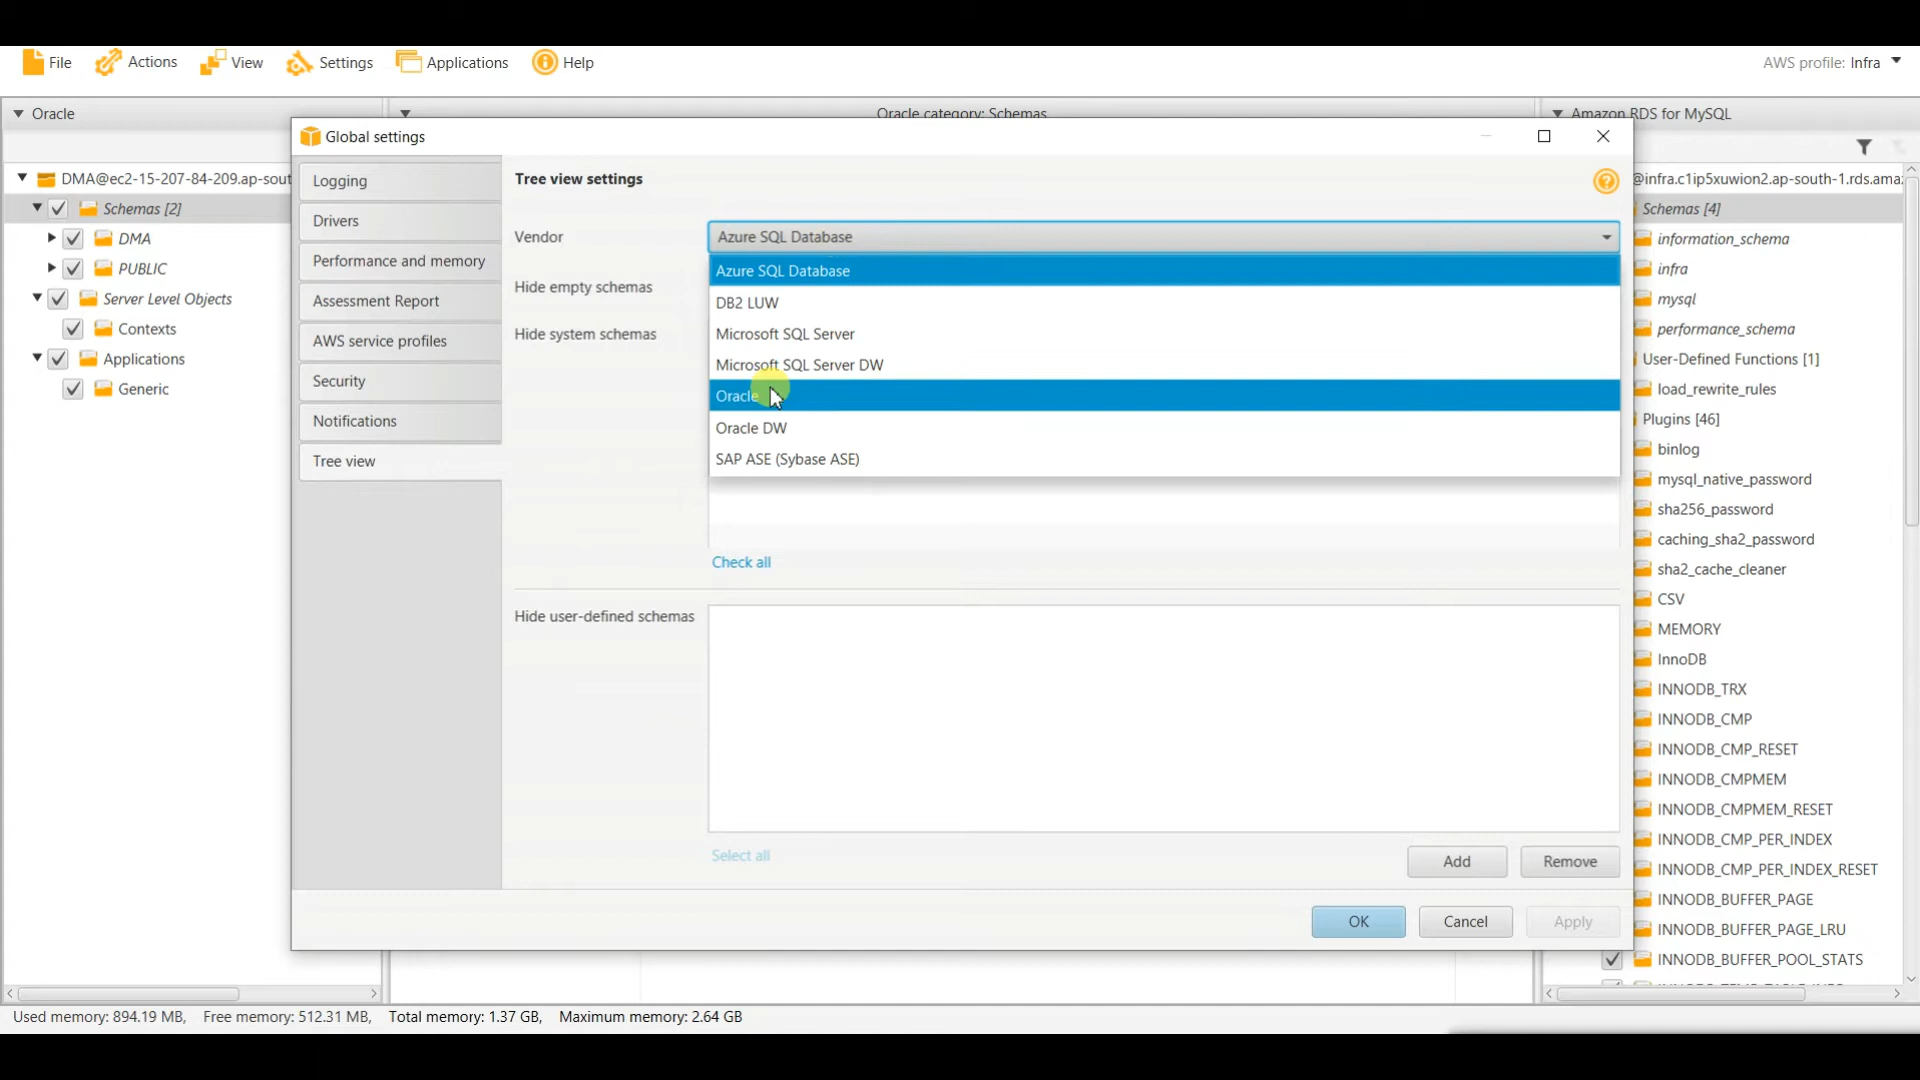 File Actions View Settings Applications Help AWS profile: Infra
Oracle
Oracle category: Schemas
Amazon RDS for MySQL
Global settings
DMA@ec2-15-207-84-209.ap-sout
Schemas [2]
DMA
PUBLIC
Server Level Objects
Contexts
Applications
Generic
Logging
Drivers
Performance and memory
Assessment Report
AWS service profiles
Security
Notifications
Tree view
Tree view settings
Vendor
Azure SQL Database
Hide empty schemas
Hide system schemas
Azure SQL Database
DB2 LUW
Microsoft SQL Server
Microsoft SQL Server DW
Oracle
Oracle DW
SAP ASE (Sybase ASE)
Check all
Hide user-defined schemas
Select all
Add Remove
OK Cancel Apply
@infra.c1ip5xuwion2.ap-south-1.rds.ama
Schemas [4]
information_schema
infra
mysql
performance_schema
User-Defined Functions [1]
load_rewrite_rules
Plugins [46]
binlog
mysql_native_password
sha256_password
caching_sha2_password
sha2_cache_cleaner
CSV
MEMORY
InnoDB
INNODB_TRX
INNODB_CMP
INNODB_CMP_RESET
INNODB_CMPMEM
INNODB_CMPMEM_RESET
INNODB_CMP_PER_INDEX
INNODB_CMP_PER_INDEX_RESET
INNODB_BUFFER_PAGE
INNODB_BUFFER_PAGE_LRU
INNODB_BUFFER_POOL_STATS
Used memory: 894.19 MB, Free memory: 512.31 MB, Total memory: 1.37 GB, Maximum memory: 2.64 GB